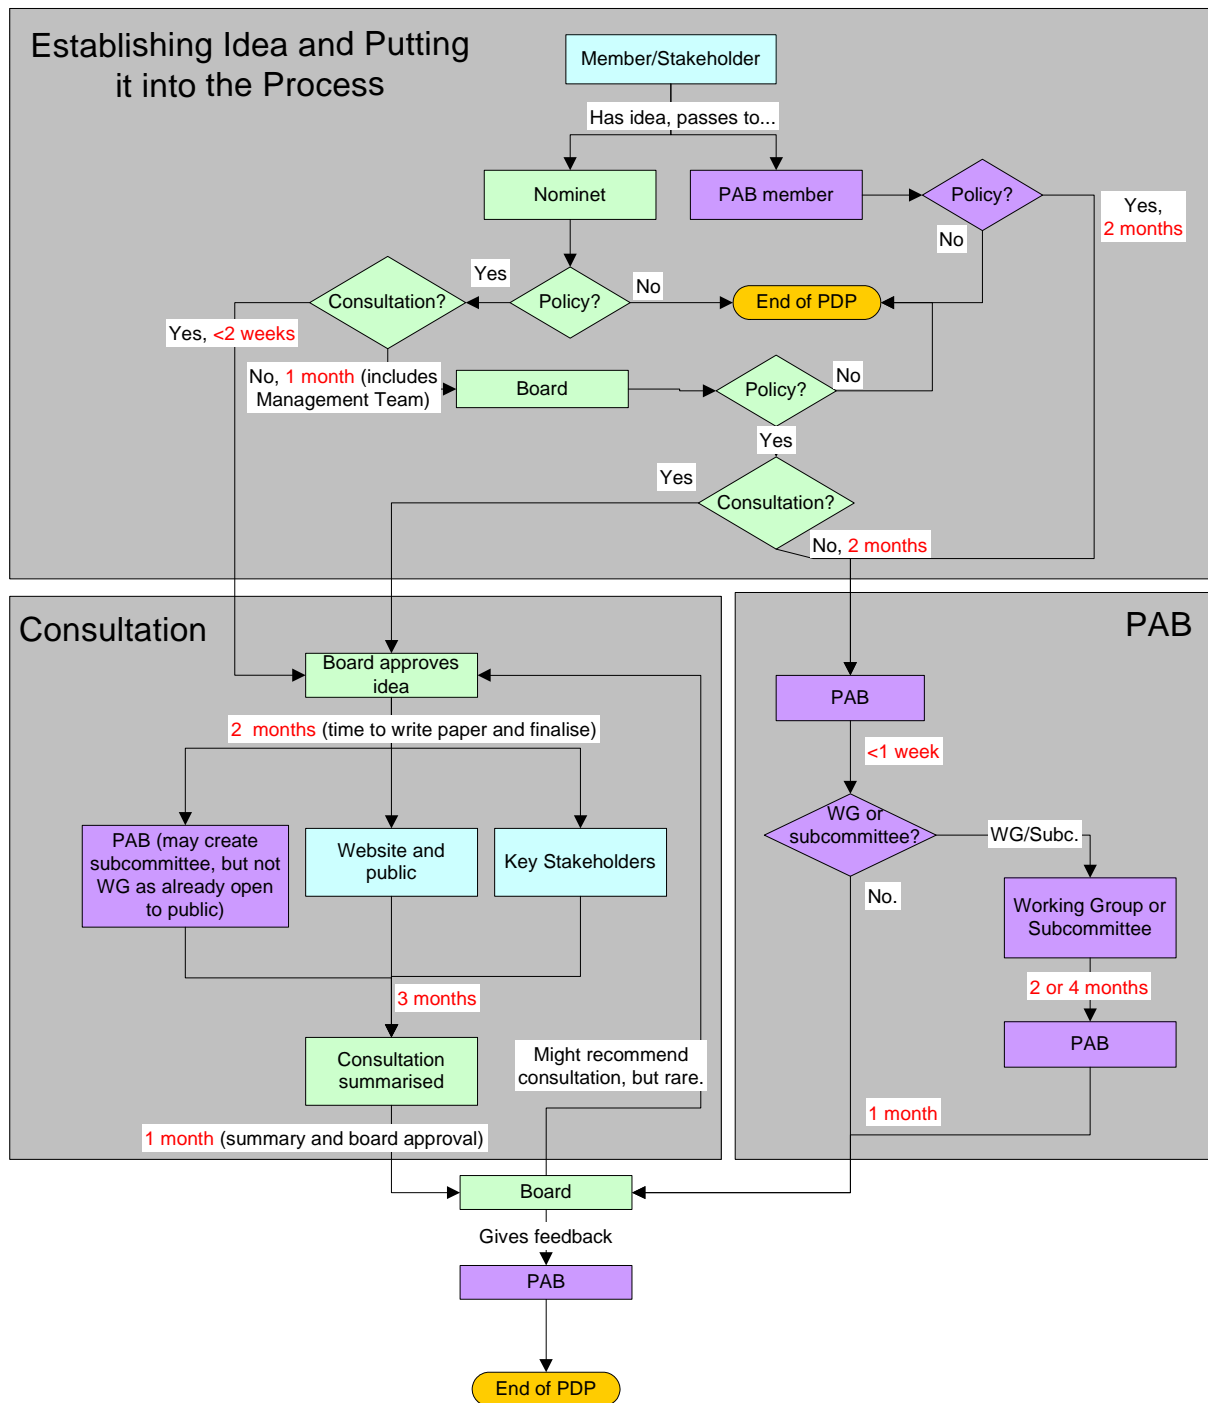 Establishing Idea and Putting
it into the Process
Member/Stakeholder
Has idea, passes to...
Nominet
PAB member
Policy?
Yes,
2 months
No
Consultation?
Yes
Policy?
No
End of PDP
Yes, <2 weeks
No, 1 month (includes
Management Team)
Board
Policy?
No
Yes
Yes
Consultation?
No, 2 months
Consultation
Board approves
idea
2 months (time to write paper and finalise)
PAB (may create
subcommittee, but not
WG as already open
to public)
Website and
public
Key Stakeholders
3 months
Consultation
summarised
Might recommend
consultation, but rare.
1 month (summary and board approval)
PAB
PAB
<1 week
WG or
subcommittee?
WG/Subc.
No.
Working Group or
Subcommittee
2 or 4 months
PAB
1 month
Board
Gives feedback
PAB
End of PDP